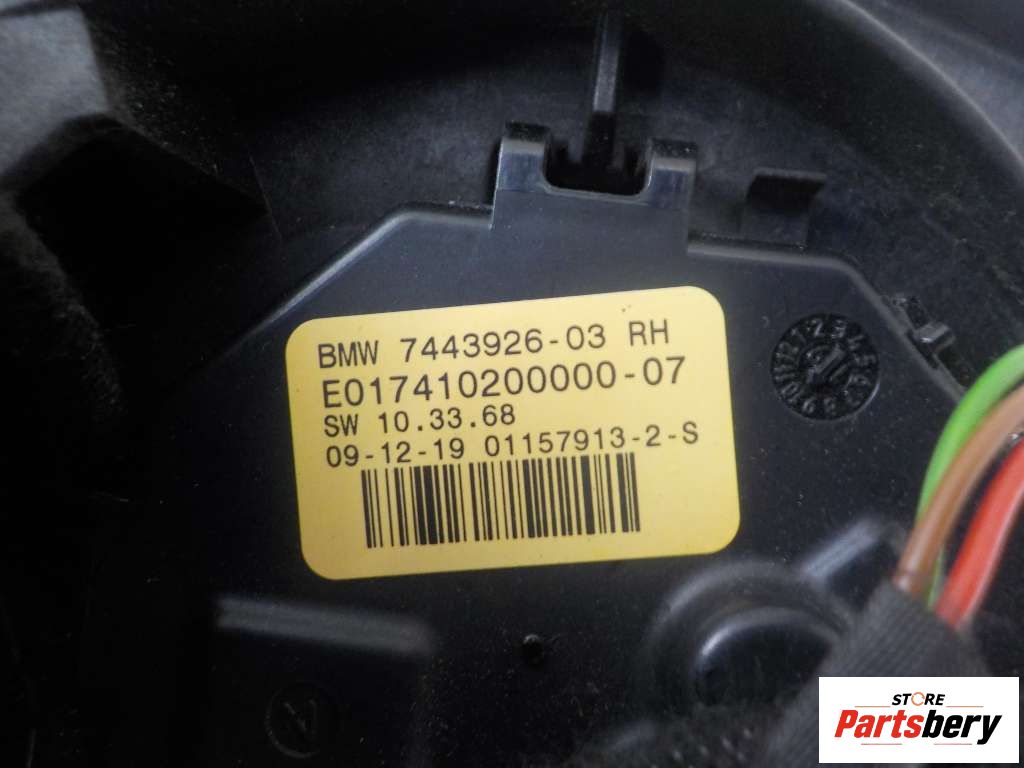 BMW 7443926-03 RH
E017410200000-07
SW 10.33.68
09-12-19 01157913-2-S
STORE
Partsbery